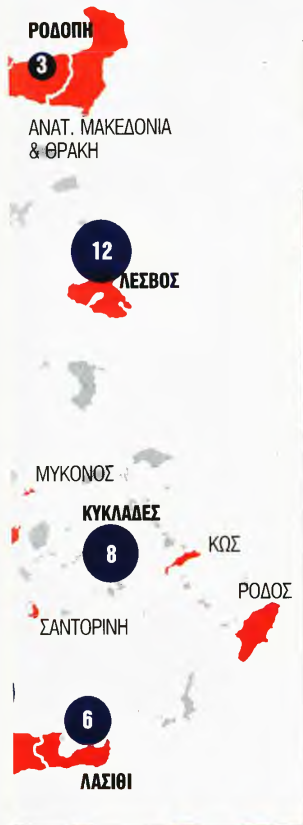 ΡΟΔΟΠΗ
3
ΑΝΑΤ. ΜΑΚΕΔΟΝΙΑ
& ΘΡΑΚΗ
12
ΛΕΣΒΟΣ
ΜΥΚΟΝΟΣ
ΚΥΚΛΑΔΕΣ
8
ΚΩΣ
ΡΟΔΟΣ
ΣΑΝΤΟΡΙΝΗ
6
ΛΑΣΙΘΙ